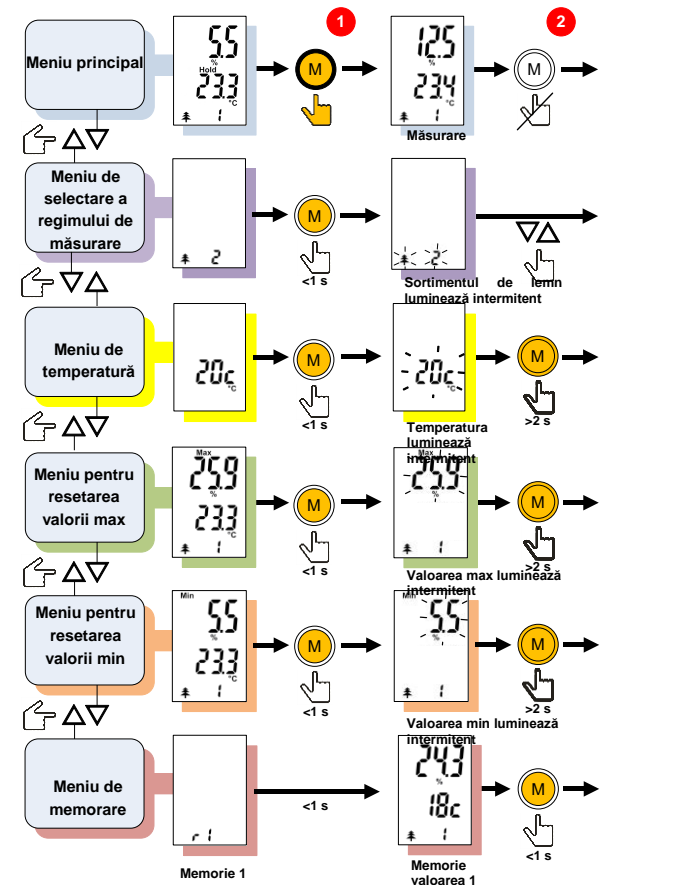 1
2
Meniu principal
5.5
%
Hold
23.3
°C
1
M
12.5
%
23.4
°C
1
Măsurare
M
Meniu de
selectare a
regimului de
măsurare
2
M
<1 s
2
Sortimentul de lemn
luminează intermitent
Meniu de
temperatură
20c
°C
M
<1 s
20c
°C
Temperatura
luminează
intermitent
M
>2 s
Meniu pentru
resetarea
valorii max
Max
25.9
%
23.3
°C
1
M
<1 s
Max
25.9
%
1
Valoarea max luminează
intermitent
M
>2 s
Meniu pentru
resetarea
valorii min
Min
5.5
%
23.3
°C
1
M
<1 s
Min
5.5
%
1
Valoarea min luminează
intermitent
M
>2 s
Meniu de
memorare
r 1
Memorie 1
<1 s
24.3
%
18c
1
Memorie
valoarea 1
M
<1 s